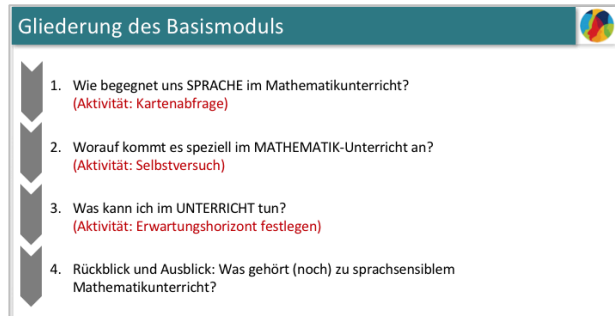 Gliederung des Basismoduls
1. Wie begegnet uns SPRACHE im Mathematikunterricht?
(Aktivität: Kartenabfrage)
2. Worauf kommt es speziell im MATHEMATIK-Unterricht an?
(Aktivität: Selbstversuch)
3. Was kann ich im UNTERRICHT tun?
(Aktivität: Erwartungshorizont festlegen)
4. Rückblick und Ausblick: Was gehört (noch) zu sprachsensiblem
Mathematikunterricht?